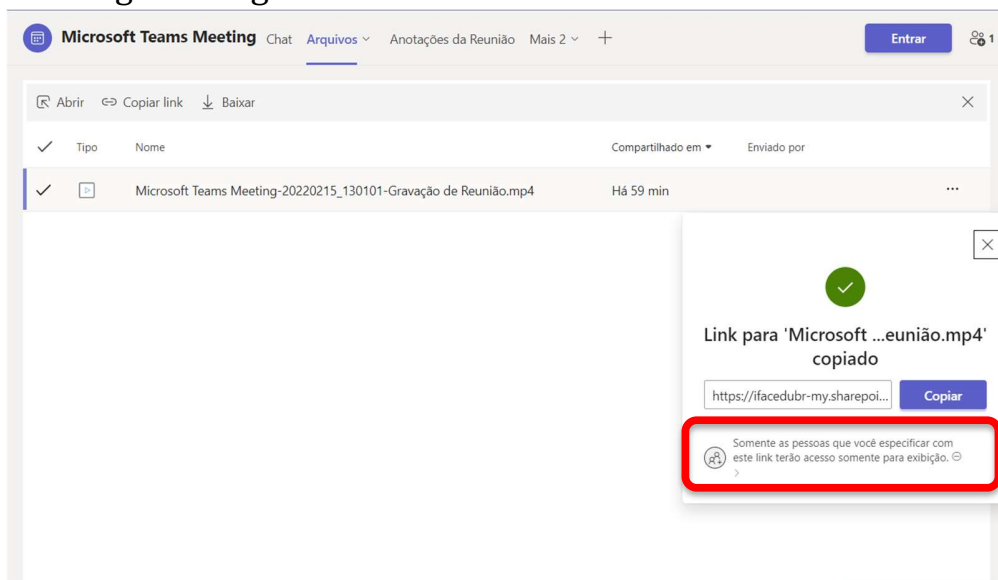 Microsoft Teams Meeting Chat Arquivos Anotações da Reunião Mais 2 Entrar 1
Abrir Copiar link Baixar
Tipo Nome Compartilhado em Enviado por
Microsoft Teams Meeting-20220215_130101-Gravação de Reunião.mp4 Há 59 min ...
Link para 'Microsoft ...eunião.mp4'
copiado
https://ifacedubr-my.sharepoi... Copiar
Somente as pessoas que você especificar com
este link terão acesso somente para exibição.